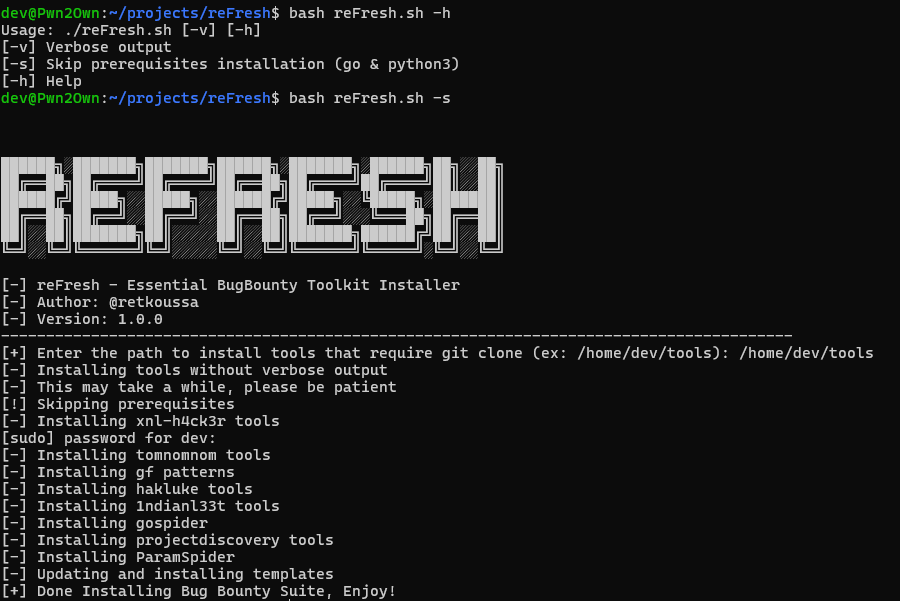 dev@Pwn2Own:~/projects/reFresh$ bash reFresh.sh -h
Usage: ./reFresh.sh [-v] [-h]
[-v] Verbose output
[-s] Skip prerequisites installation (go & python3)
[-h] Help
dev@Pwn2Own:~/projects/reFresh$ bash reFresh.sh -s
REFRESH
[-] reFresh - Essential BugBounty Toolkit Installer
[-] Author: @retkoussa
[-] Version: 1.0.0
----------------------------------------------------------------------------------------
[+] Enter the path to install tools that require git clone (ex: /home/dev/tools): /home/dev/tools
[-] Installing tools without verbose output
[-] This may take a while, please be patient
[!] Skipping prerequisites
[-] Installing xnl-h4ck3r tools
[sudo] password for dev:
[-] Installing tomnomnom tools
[-] Installing gf patterns
[-] Installing hakluke tools
[-] Installing 1ndianl33t tools
[-] Installing gospider
[-] Installing projectdiscovery tools
[-] Installing ParamSpider
[-] Updating and installing templates
[+] Done Installing Bug Bounty Suite, Enjoy!